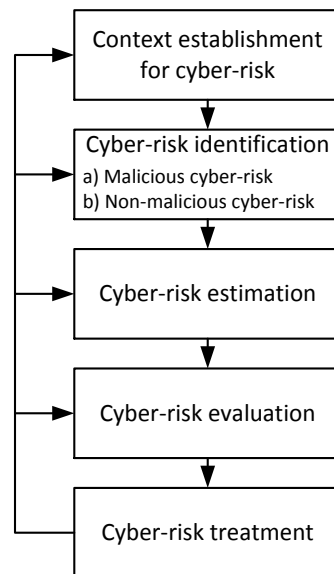 Context establishment
for cyber-risk
Cyber-risk identification
a) Malicious cyber-risk
b) Non-malicious cyber-risk
Cyber-risk estimation
Cyber-risk evaluation
Cyber-risk treatment